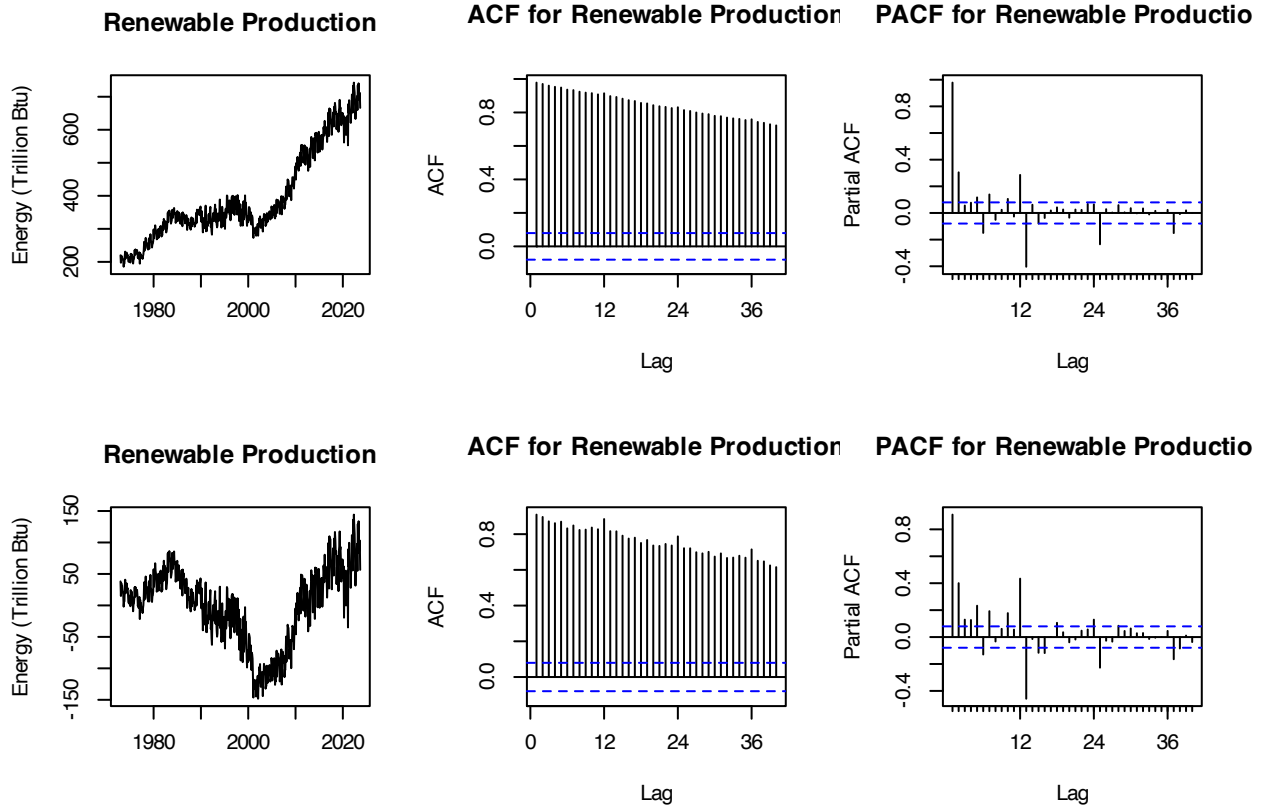 Renewable Production
Energy (Trillion Btu)
200
400
600
1980
2000
2020
ACF for Renewable Production
ACF
0.0
0.4
0.8
0
12
24
36
Lag
PACF for Renewable Productio
Partial ACF
-0.4
0.0
0.4
0.8
12
24
36
Lag
Renewable Production
Energy (Trillion Btu)
-150
-50
50
150
1980
2000
2020
ACF for Renewable Production
ACF
0.0
0.4
0.8
0
12
24
36
Lag
PACF for Renewable Productio
Partial ACF
-0.4
0.0
0.4
0.8
12
24
36
Lag